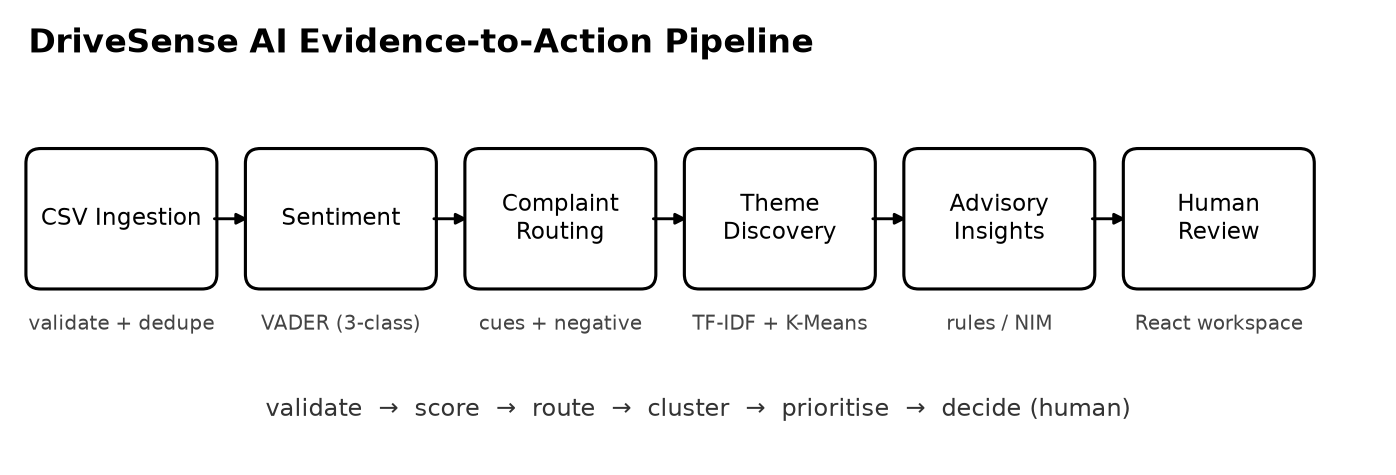 DriveSense AI Evidence-to-Action Pipeline
CSV Ingestion
Sentiment
Complaint
Routing
Theme
Discovery
Advisory
Insights
Human
Review
validate + dedupe
VADER (3-class)
cues + negative
TF-IDF + K-Means
rules / NIM
React workspace
validate → score → route → cluster → prioritise → decide (human)